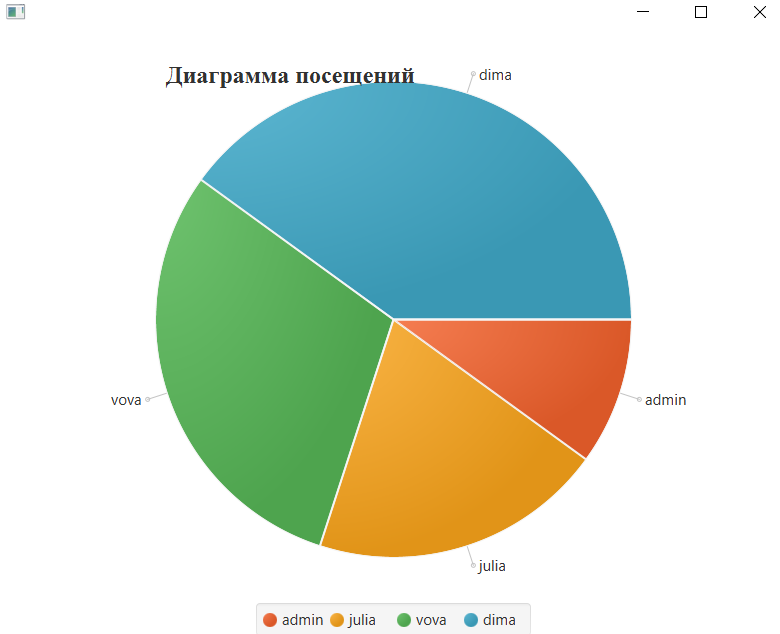 Диаграмма посещений
dima
vova
admin
julia
admin julia vova dima